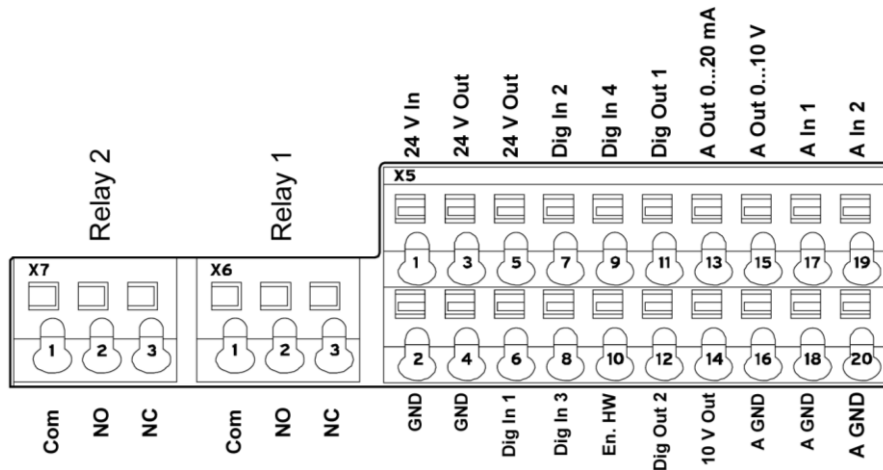 24 V In
24 V Out
24 V Out
Dig In 2
Dig In 4
Dig Out 1
A Out 0...20 mA
A Out 0...10 V
A In 1
A In 2
Relay 2
Relay 1
X5
1 3 5 7 9 11 13 15 17 19
X7
X6
1 2 3
1 2 3
2 4 6 8 10 12 14 16 18 20
Com
NO
NC
Com
NO
NC
GND
GND
Dig In 1
Dig In 3
En. HW
Dig Out 2
10 V Out
A GND
A GND
A GND